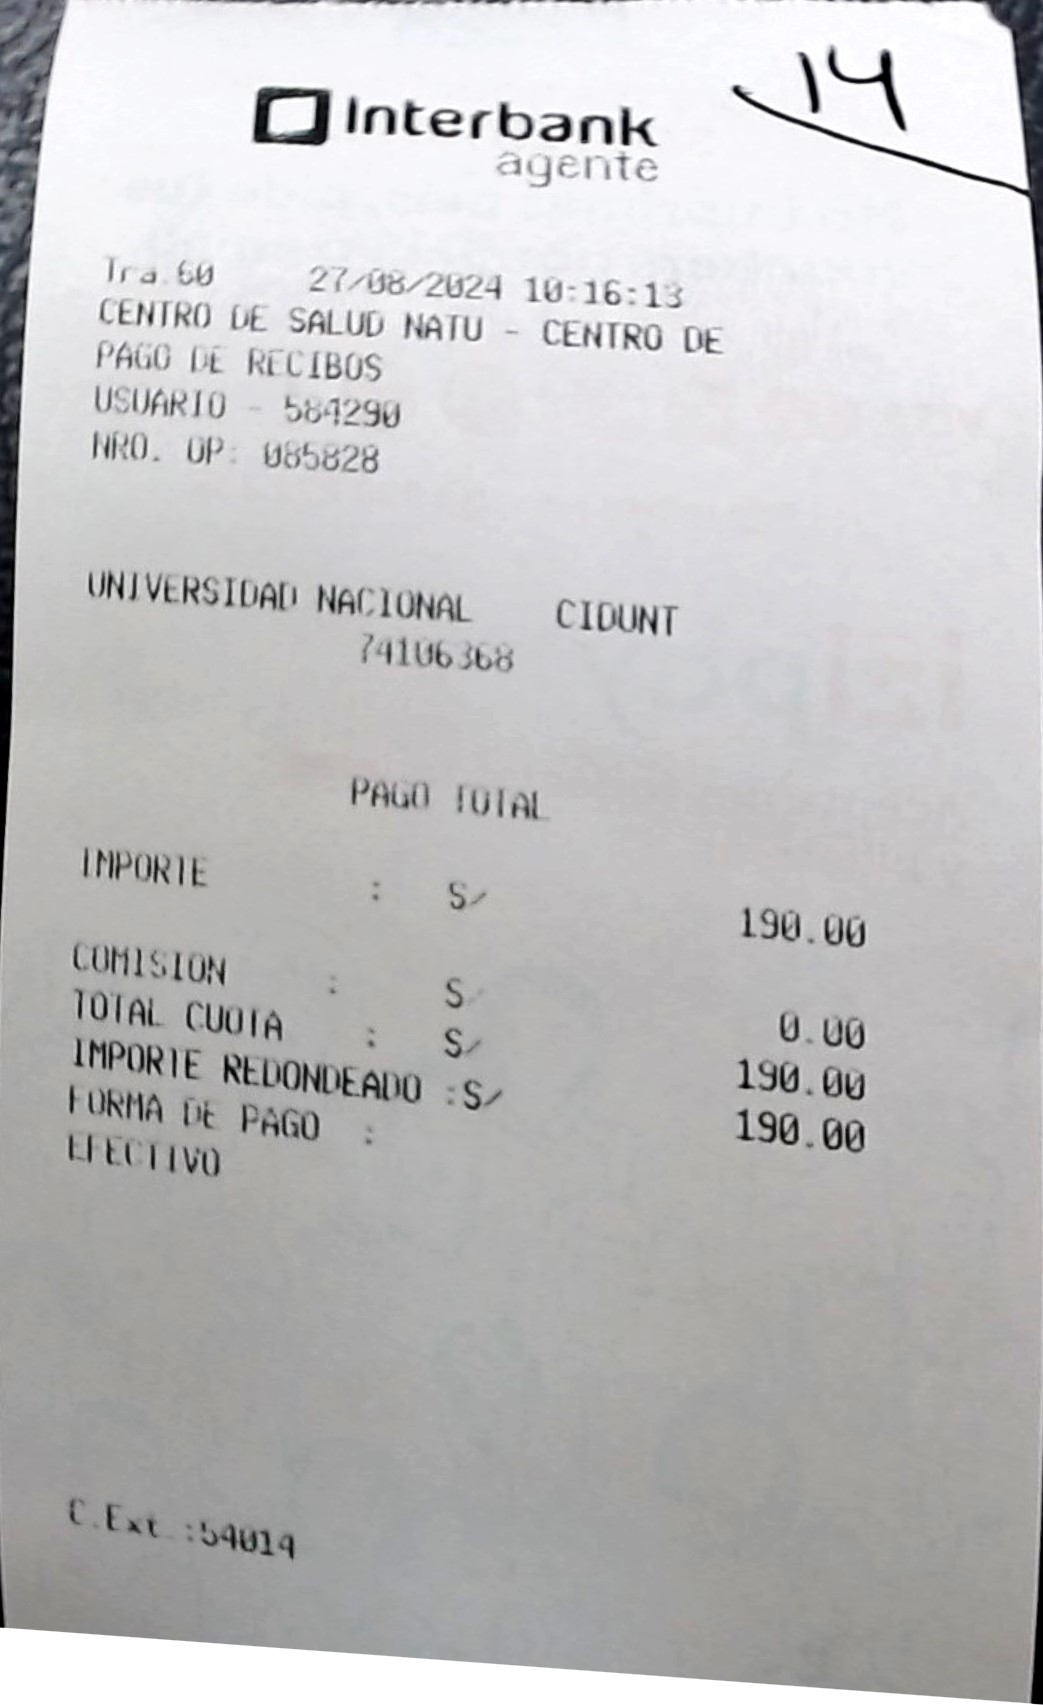 14
Interbank
agente
Tra.60 27/08/2024 10:16:13
CENTRO DE SALUD NATU - CENTRO DE
PAGO DE RECIBOS
USUARIO - 584290
NRO. OP: 085828
UNIVERSIDAD NACIONAL CIDUNT
74106368
PAGO TOTAL
IMPORTE : S/ 190.00
COMISION : S/ 0.00
TOTAL CUOTA : S/ 190.00
IMPORTE REDONDEADO :S/ 190.00
FORMA DE PAGO :
EFECTIVO
C.Ext.:54014